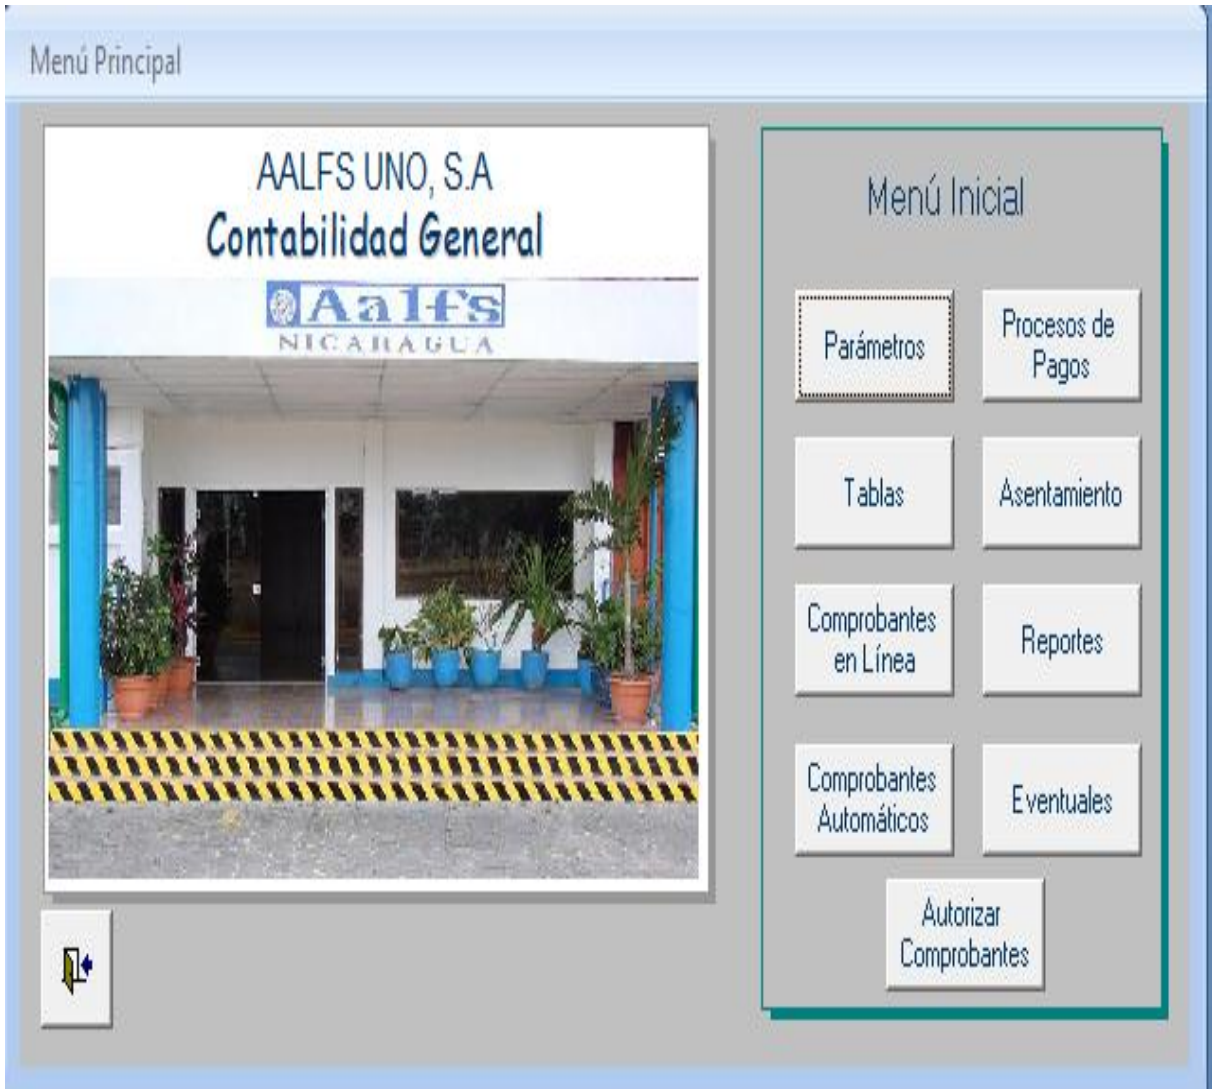 Menú Principal
AALFS UNO, S.A
Contabilidad General
Aalfs
NICARAGUA
Menú Inicial
Parámetros
Procesos de
Pagos
Tablas
Asentamiento
Comprobantes
en Línea
Reportes
Comprobantes
Automáticos
Eventuales
Autorizar
Comprobantes